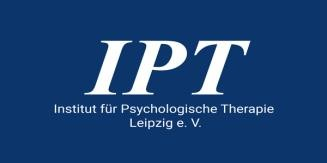 IPT
Institut für Psychologische Therapie
Leipzig e. V.